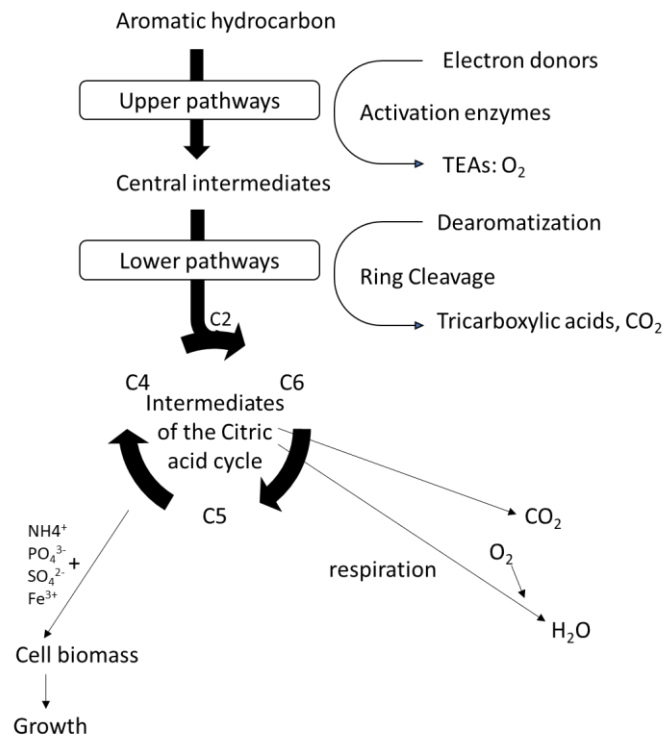 Aromatic hydrocarbon
Electron donors
Upper pathways
Activation enzymes
TEAs: O₂
Central intermediates
Dearomatization
Lower pathways
Ring Cleavage
C2
Tricarboxylic acids, CO₂
C4
C6
Intermediates
of the Citric
acid cycle
C5
CO₂
NH4⁺
PO₄³⁻
+
SO₄²⁻
Fe³⁺
O₂
respiration
H₂O
Cell biomass
Growth